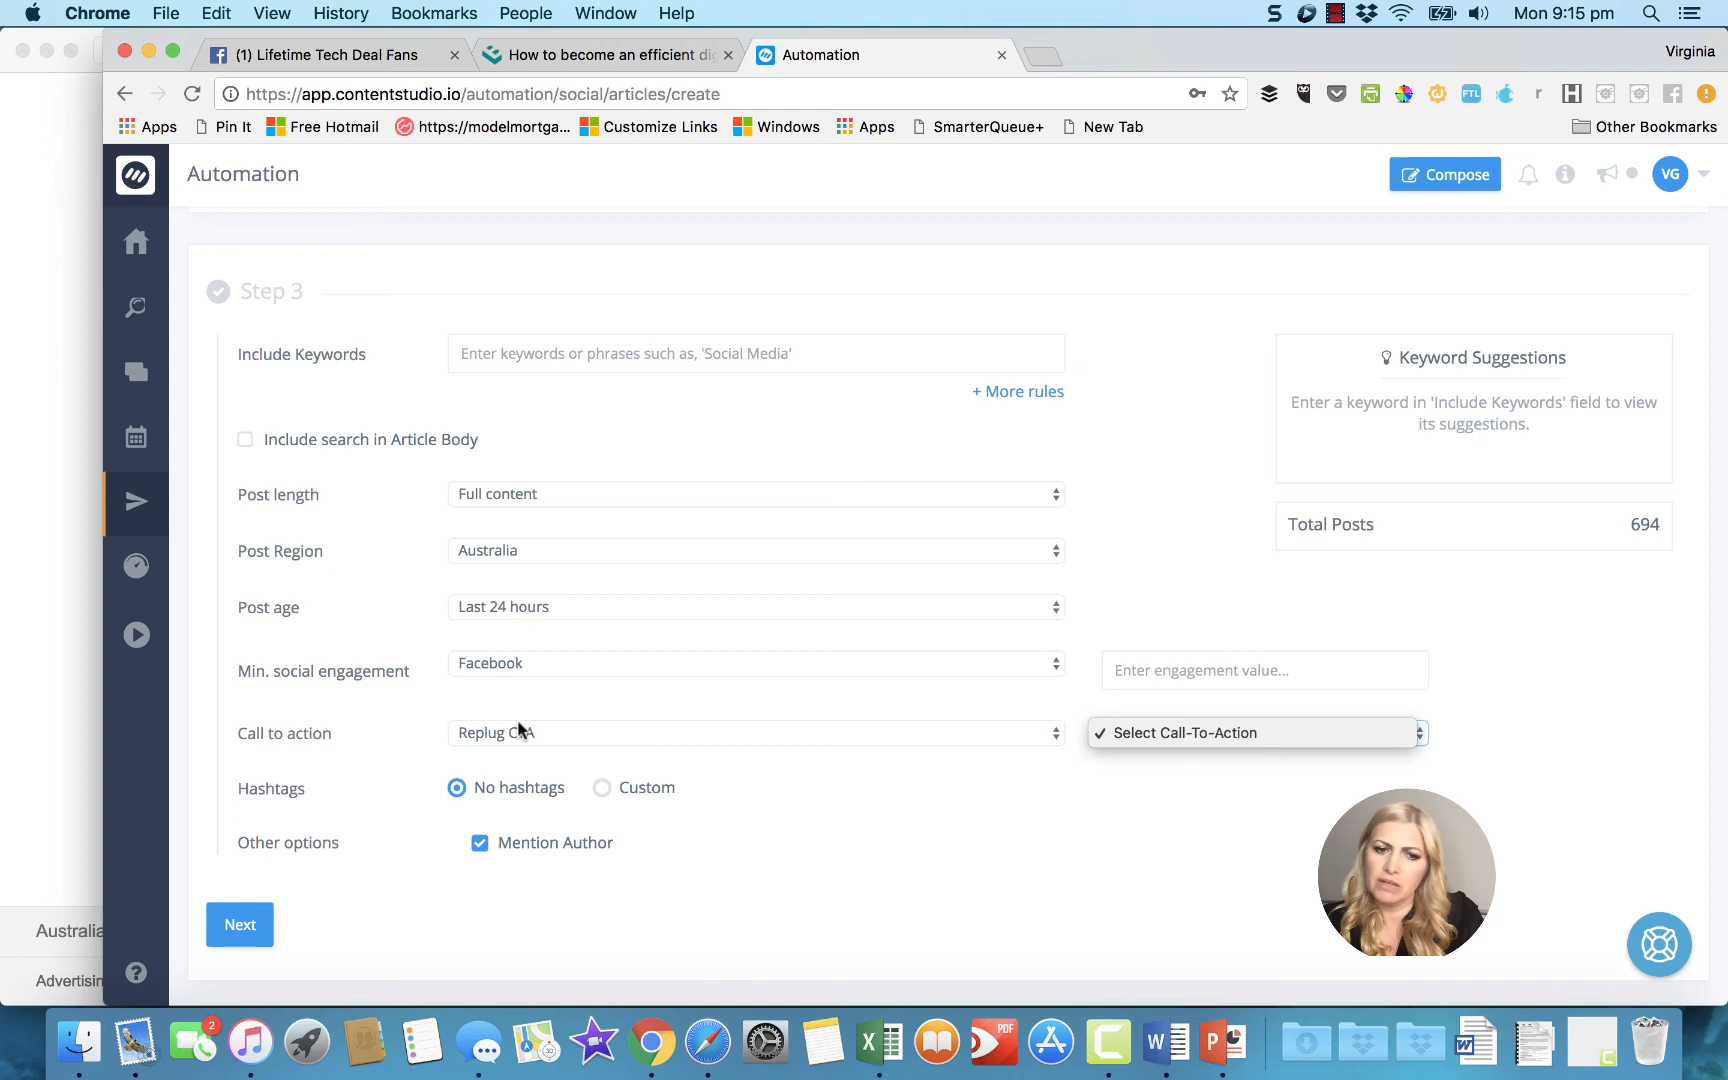 Chrome File Edit View History Bookmarks People Window Help
Mon 9:15 pm
(1) Lifetime Tech Deal Fans
How to become an efficient di
Automation
Virginia
https://app.contentstudio.io/automation/social/articles/create
FTL
r
H
Apps
Pin It
Free Hotmail
https://modelmortga...
Customize Links
Windows
Apps
SmarterQueue+
New Tab
Other Bookmarks
Automation
Compose
VG
Step 3
Include Keywords
Enter keywords or phrases such as, 'Social Media'
+ More rules
Keyword Suggestions
Enter a keyword in 'Include Keywords' field to view
its suggestions.
Include search in Article Body
Post length
Full content
Total Posts
694
Post Region
Australia
Post age
Last 24 hours
Min. social engagement
Facebook
Enter engagement value...
Call to action
Replug
✓ Select Call-To-Action
Hashtags
No hashtags
Custom
Other options
Mention Author
Next
Australia
Advertisin
2
PDF